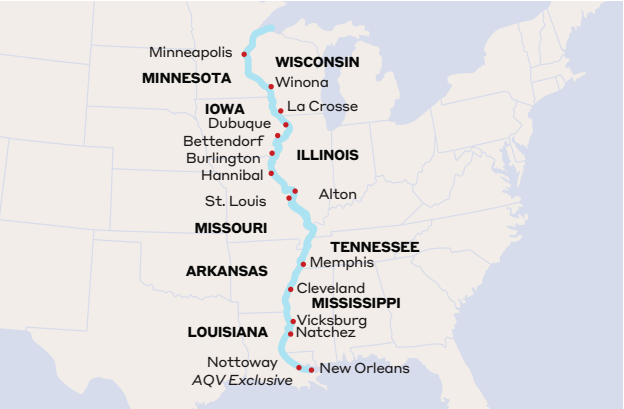 Minneapolis
WISCONSIN
MINNESOTA
Winona
IOWA
La Crosse
Dubuque
Bettendorf
Burlington
ILLINOIS
Hannibal
Alton
St. Louis
MISSOURI
TENNESSEE
Memphis
ARKANSAS
Cleveland
MISSISSIPPI
Vicksburg
LOUISIANA
Natchez
Nottoway
AQV Exclusive
New Orleans